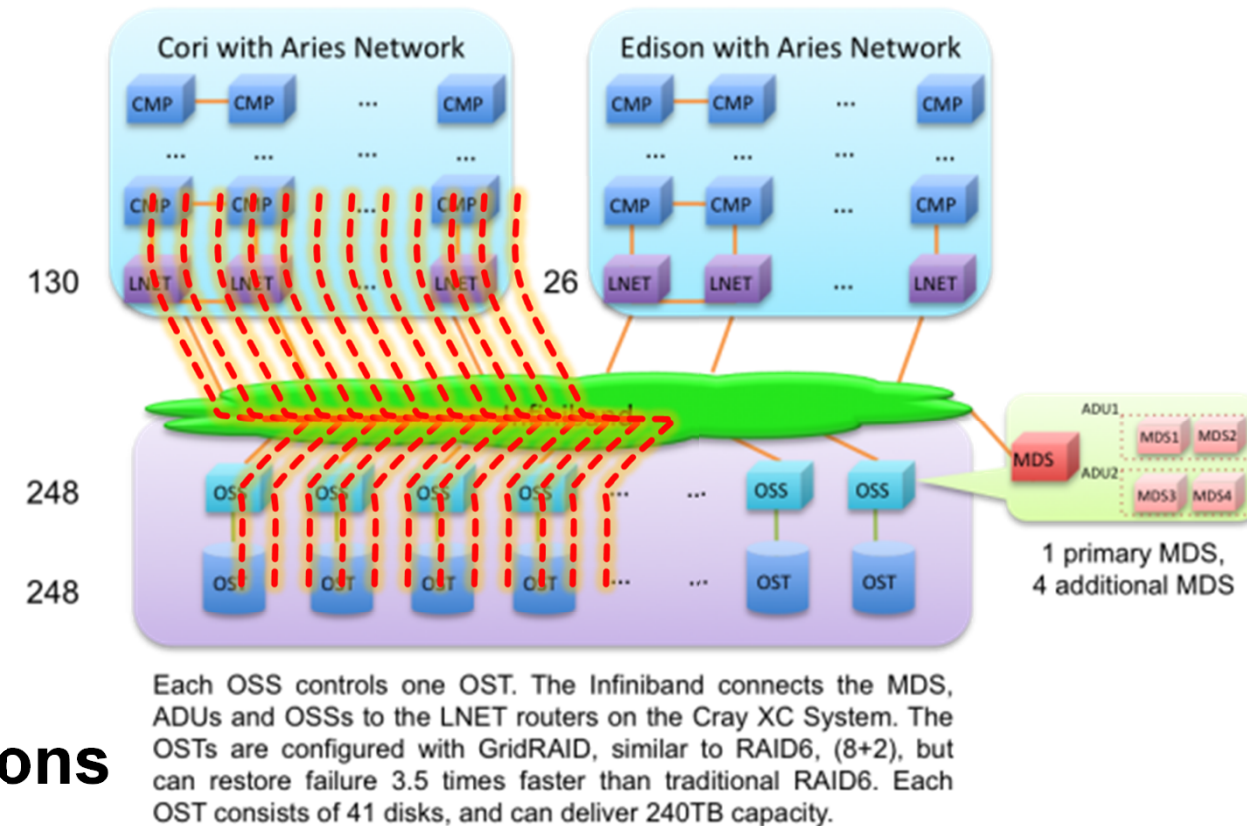 Cori with Aries Network
Edison with Aries Network
CMP CMP ... CMP
CMP CMP ... CMP
... ... ... ...
... ... ... ...
CMP CMP ... CMP
CMP CMP ... CMP
130 LNET LNET ... LNET
26 LNET LNET ... LNET
Infiniband
248 OSS OSS OSS OSS ... ... OSS OSS
248 OST OST OST OST ... ... OST OST
MDS
ADU1
MDS1 MDS2
ADU2
MDS3 MDS4
1 primary MDS,
4 additional MDS
Each OSS controls one OST. The Infiniband connects the MDS,
ADUs and OSSs to the LNET routers on the Cray XC System. The
OSTs are configured with GridRAID, similar to RAID6, (8+2), but
can restore failure 3.5 times faster than traditional RAID6. Each
OST consists of 41 disks, and can deliver 240TB capacity.
ons